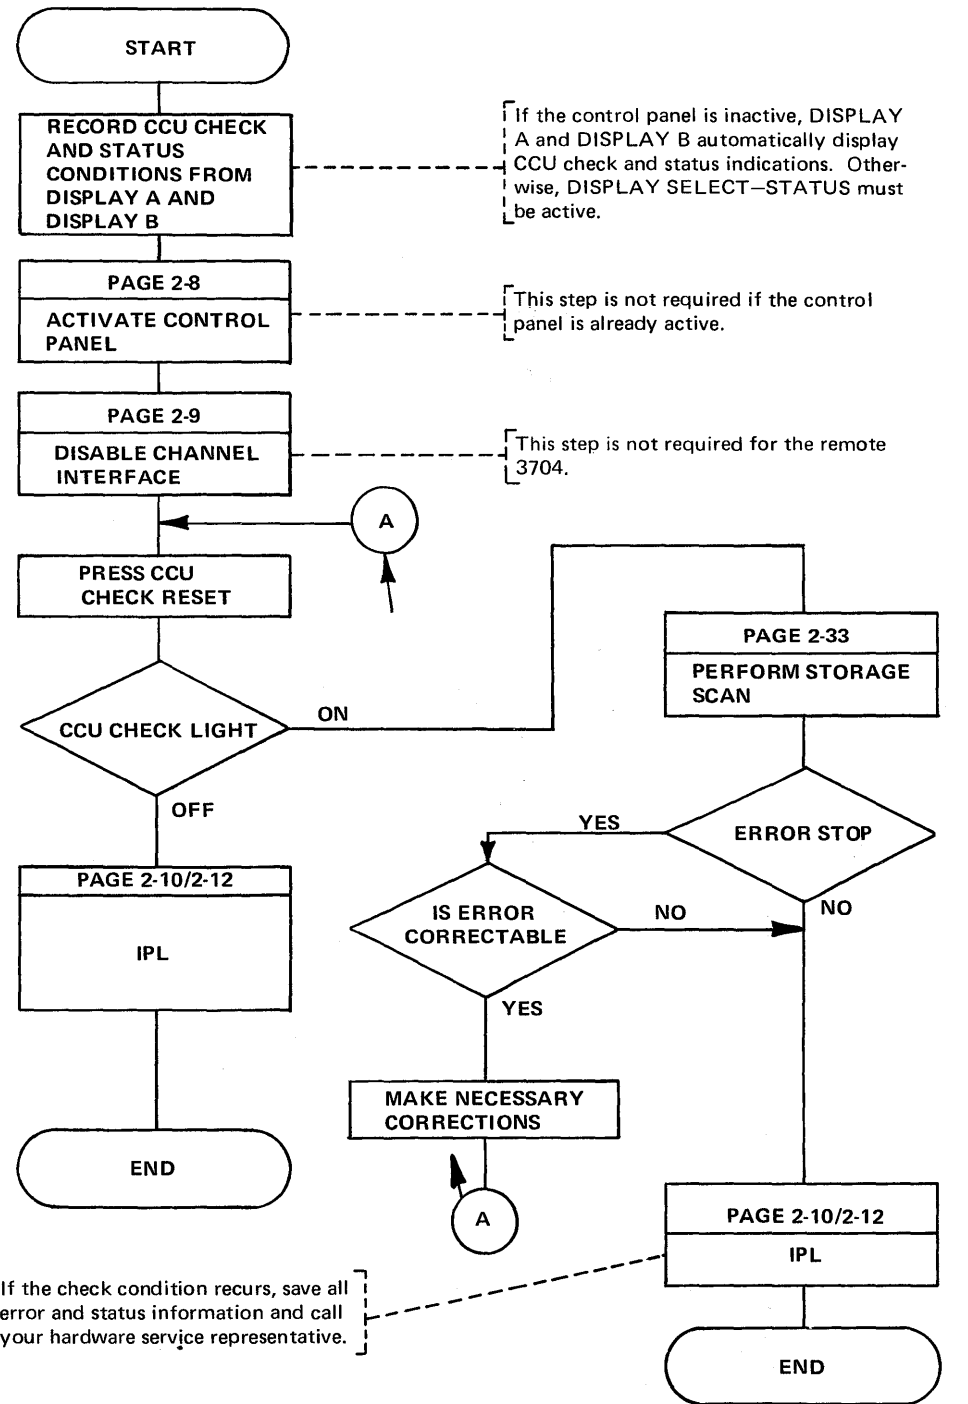 START
RECORD CCU CHECK
AND STATUS
CONDITIONS FROM
DISPLAY A AND
DISPLAY B
If the control panel is inactive, DISPLAY
A and DISPLAY B automatically display
CCU check and status indications. Other-
wise, DISPLAY SELECT—STATUS must
be active.
PAGE 2-8
ACTIVATE CONTROL
PANEL
This step is not required if the control
panel is already active.
PAGE 2-9
DISABLE CHANNEL
INTERFACE
This step is not required for the remote
3704.
A
PRESS CCU
CHECK RESET
CCU CHECK LIGHT
ON
OFF
PAGE 2-10/2-12
IPL
END
PAGE 2-33
PERFORM STORAGE
SCAN
ERROR STOP
YES
NO
IS ERROR
CORRECTABLE
NO
YES
MAKE NECESSARY
CORRECTIONS
A
PAGE 2-10/2-12
IPL
If the check condition recurs, save all
error and status information and call
your hardware service representative.
END